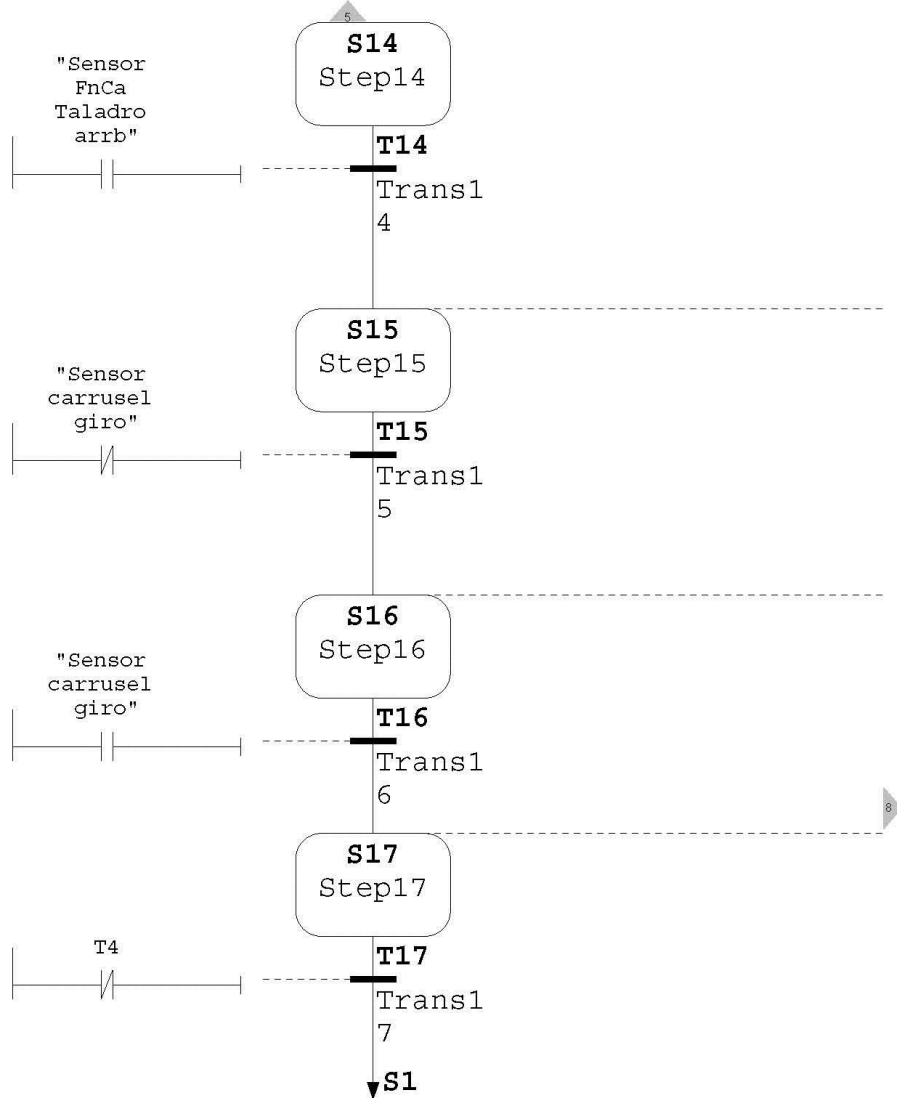 5
S14
Step14
"Sensor
FnCa
Taladro
arrb"
T14
Trans1
4
S15
Step15
"Sensor
carrusel
giro"
T15
Trans1
5
S16
Step16
"Sensor
carrusel
giro"
T16
Trans1
6
8
S17
Step17
T4
T17
Trans1
7
S1